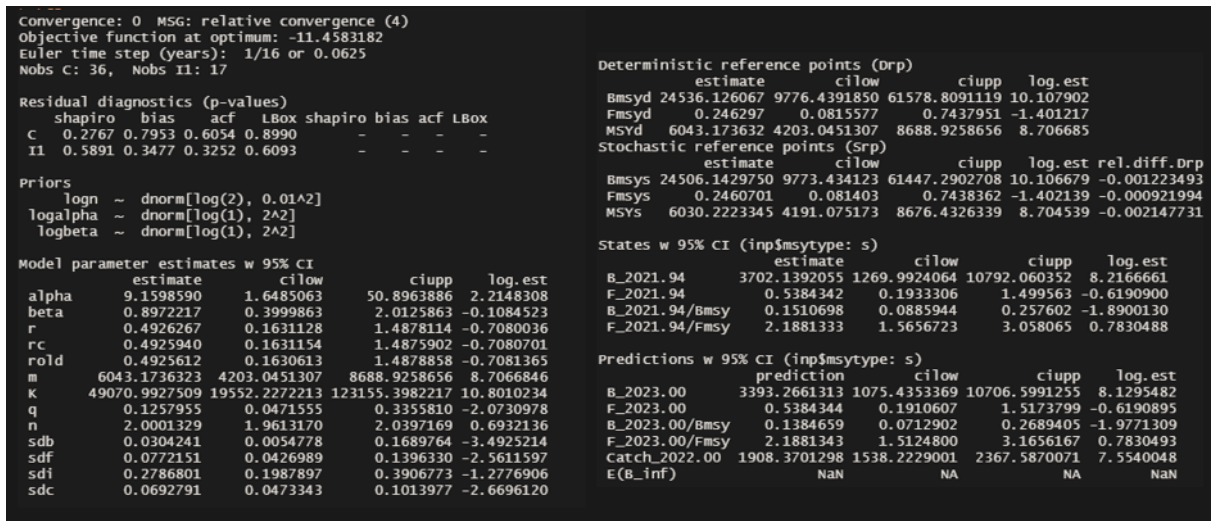 Convergence: 0  MSG: relative convergence (4)
Objective function at optimum: -11.4583182
Euler time step (years):  1/16 or 0.0625
Nobs C: 36,  Nobs I1: 17
Residual diagnostics (p-values)
shapiro   bias    acf   LBox shapiro bias acf LBox
C   0.2767 0.7953 0.6054 0.8990    -    -   -    -
I1  0.5891 0.3477 0.3252 0.6093    -    -   -    -
Priors
logn  ~  dnorm[log(2), 0.01^2]
logalpha  ~  dnorm[log(1), 2^2]
logbeta  ~  dnorm[log(1), 2^2]
Model parameter estimates w 95% CI
estimate         cilow         ciupp    log.est
alpha      9.1598590     1.6485063    50.8963886  2.2148308
beta       0.8972217     0.3999863     2.0125863 -0.1084523
r          0.4926267     0.1631128     1.4878114 -0.7080036
rc         0.4925940     0.1631154     1.4875902 -0.7080701
rold       0.4925612     0.1630613     1.4878858 -0.7081365
m       6043.1736323  4203.0451307  8688.9258656  8.7066846
K      49070.9927509 19552.2272213 123155.3982217 10.8010234
q          0.1257955     0.0471555     0.3355810 -2.0730978
n          2.0001329     1.9613170     2.0397169  0.6932136
sdb        0.0304241     0.0054778     0.1689764 -3.4925214
sdf        0.0772151     0.0426989     0.1396330 -2.5611597
sdi        0.2786801     0.1987897     0.3906773 -1.2776906
sdc        0.0692791     0.0473343     0.1013977 -2.6696120
Deterministic reference points (Drp)
estimate        cilow         ciupp   log.est
Bmsyd 24536.126067 9776.4391850 61578.8091119 10.107902
Fmsyd     0.246297    0.0815577     0.7437951 -1.401217
MSYd   6043.173632 4203.0451307  8688.9258656  8.706685
Stochastic reference points (Srp)
estimate       cilow         ciupp   log.est rel.diff.Drp
Bmsys 24506.1429750 9773.434123 61447.2902708 10.106679 -0.001223493
Fmsys     0.2460701    0.081403     0.7438362 -1.402139 -0.000921994
MSYs   6030.2223345 4191.075173  8676.4326339  8.704539 -0.002147731
States w 95% CI (inp$msytype: s)
estimate        cilow        ciupp    log.est
B_2021.94       3702.1392055 1269.9924064 10792.060352  8.2166661
F_2021.94          0.5384342    0.1933306     1.499563 -0.6190900
B_2021.94/Bmsy     0.1510698    0.0885944     0.257602 -1.8900130
F_2021.94/Fmsy     2.1881333    1.5656723     3.058065  0.7830488
Predictions w 95% CI (inp$msytype: s)
prediction        cilow         ciupp    log.est
B_2023.00       3393.2661313 1075.4353369 10706.5991255  8.1295482
F_2023.00          0.5384344    0.1910607     1.5173799 -0.6190895
B_2023.00/Bmsy     0.1384659    0.0712902     0.2689405 -1.9771309
F_2023.00/Fmsy     2.1881343    1.5124800     3.1656167  0.7830493
Catch_2022.00   1908.3701298 1538.2229001  2367.5870071  7.5540048
E(B_inf)                 NaN           NA            NA        NaN